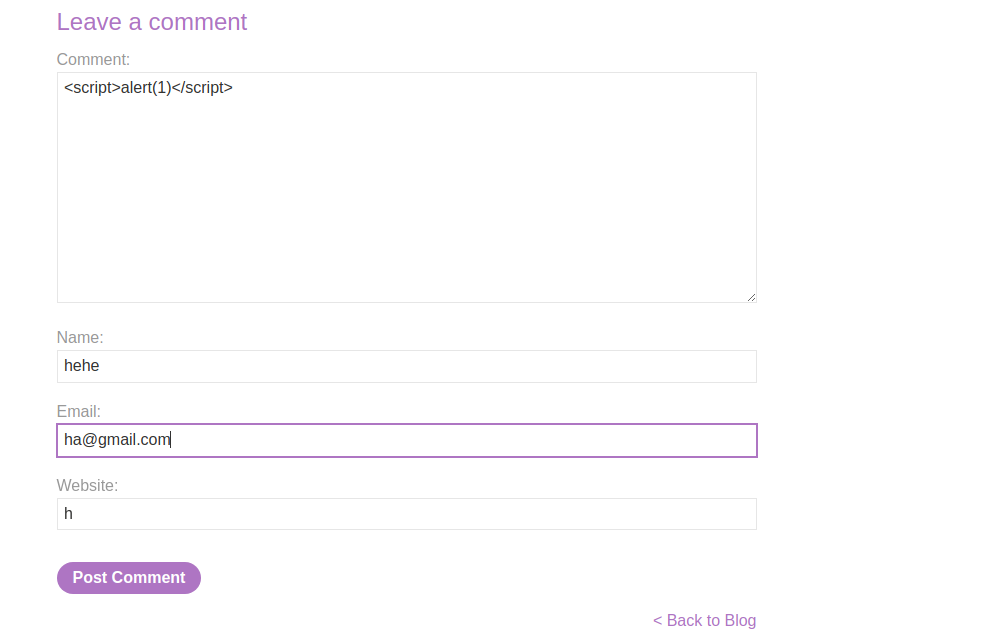 Leave a comment
Comment:
<script>alert(1)</script>
Name:
hehe
Email:
ha@gmail.com
Website:
h
Post Comment
< Back to Blog